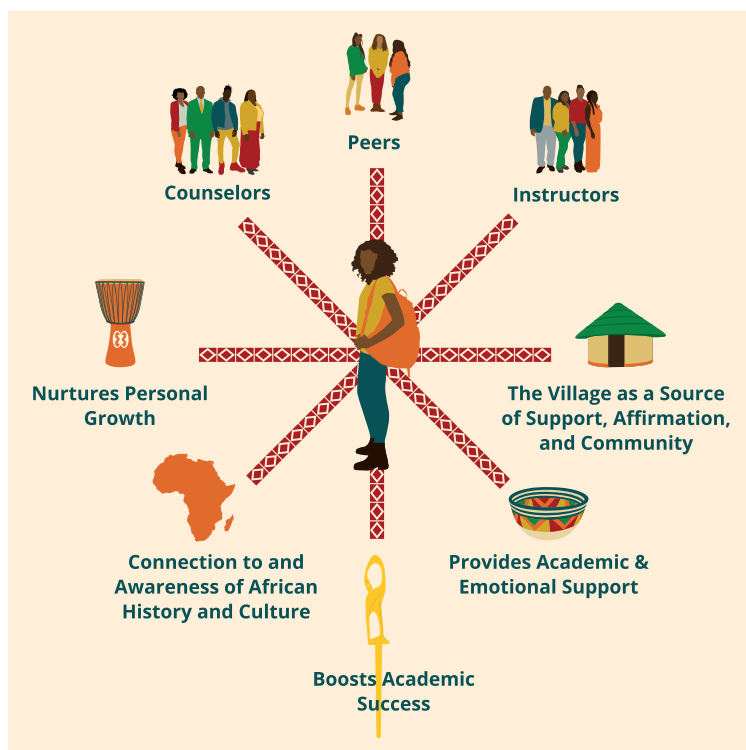 Peers
Counselors
Instructors
Nurtures Personal
Growth
The Village as a Source
of Support, Affirmation,
and Community
Connection to and
Awareness of African
History and Culture
Provides Academic &
Emotional Support
Boosts Academic
Success